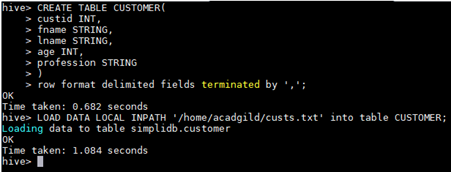 hive> CREATE TABLE CUSTOMER(
    > custid INT,
    > fname STRING,
    > lname STRING,
    > age INT,
    > profession STRING
    > )
    > row format delimited fields terminated by ',';
OK
Time taken: 0.682 seconds
hive> LOAD DATA LOCAL INPATH '/home/acadgild/custs.txt' into table CUSTOMER;
Loading data to table simplidb.customer
OK
Time taken: 1.084 seconds
hive>